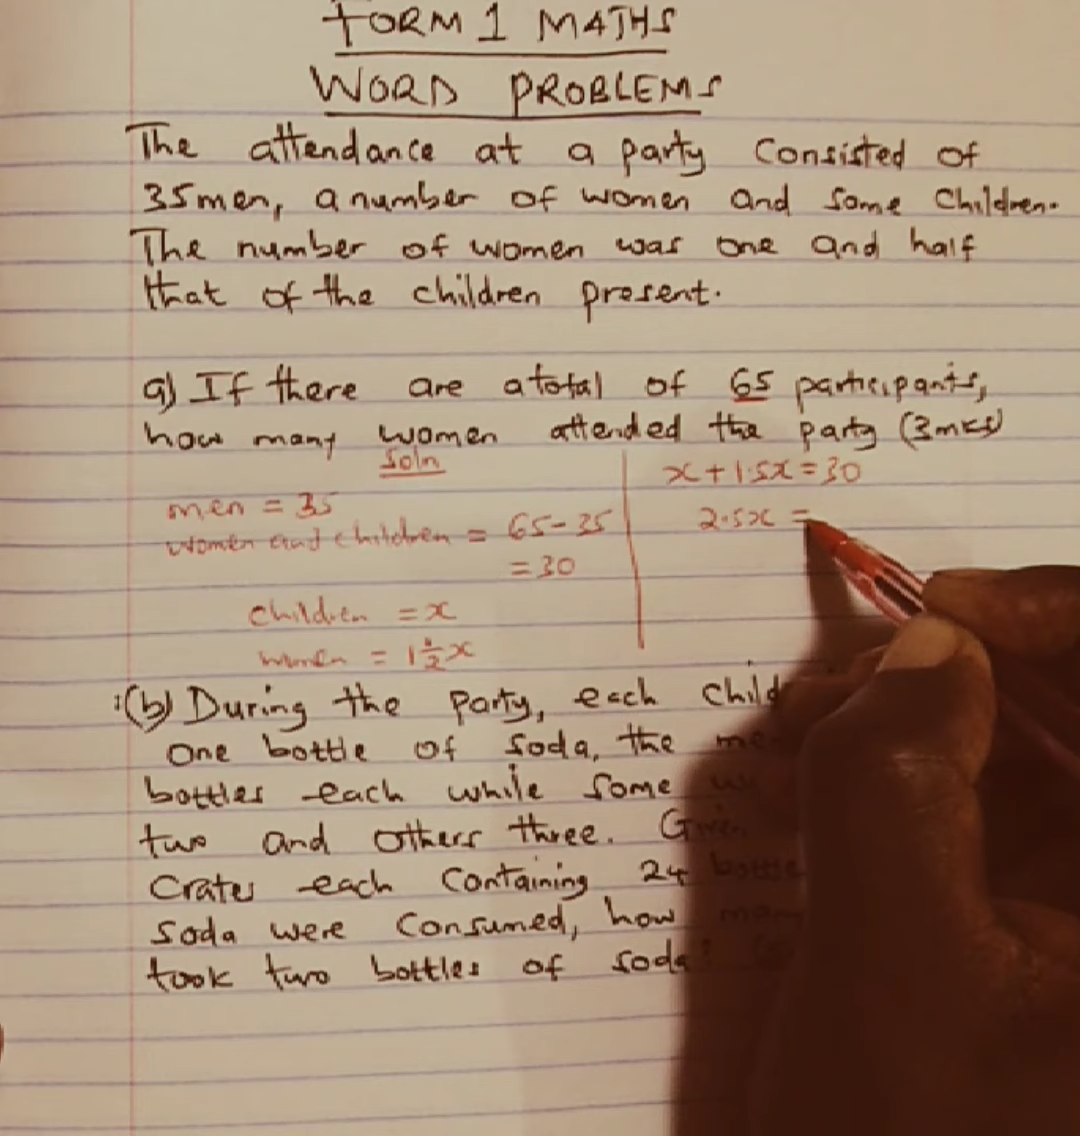 FORM 1 MATHS
WORD PROBLEMS
The attendance at a party consisted of
35men, a number of women and some children.
The number of women was one and half
that of the children present.
a) If there are a total of 65 participants,
how many women attended the party (3mks)
Soln
men = 35
women and children = 65-35
= 30
children = x
women = 1½x
x + 1.5x = 30
2.5x =
(b) During the party, each child
one bottle of soda, the
bottles each while some
two and others three. Given
crates each containing 24 bottle
soda were consumed, how many
took two bottles of soda?